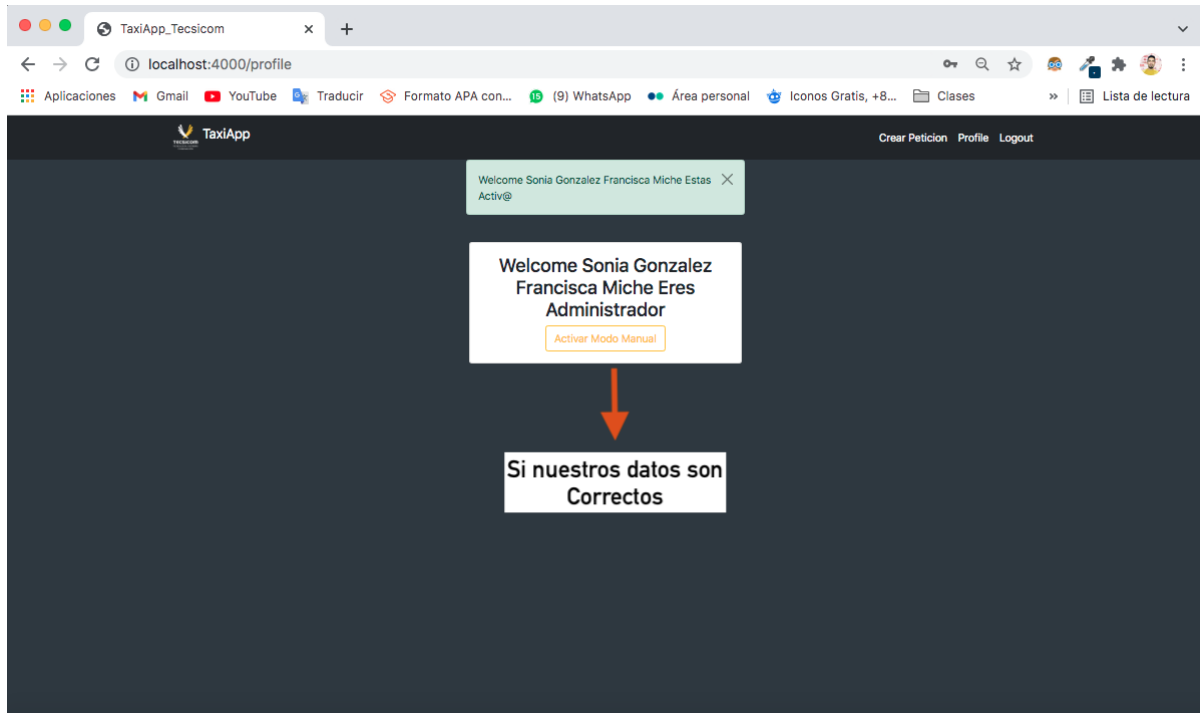 TaxiApp_Tecsicom
localhost:4000/profile
Aplicaciones Gmail YouTube Traducir Formato APA con... (9) WhatsApp Área personal Iconos Gratis, +8... Clases » Lista de lectura
TECSICOM TaxiApp Crear Peticion Profile Logout
Welcome Sonia Gonzalez Francisca Miche Estas
Activ@
Welcome Sonia Gonzalez
Francisca Miche Eres
Administrador
Activar Modo Manual
Si nuestros datos son
Correctos